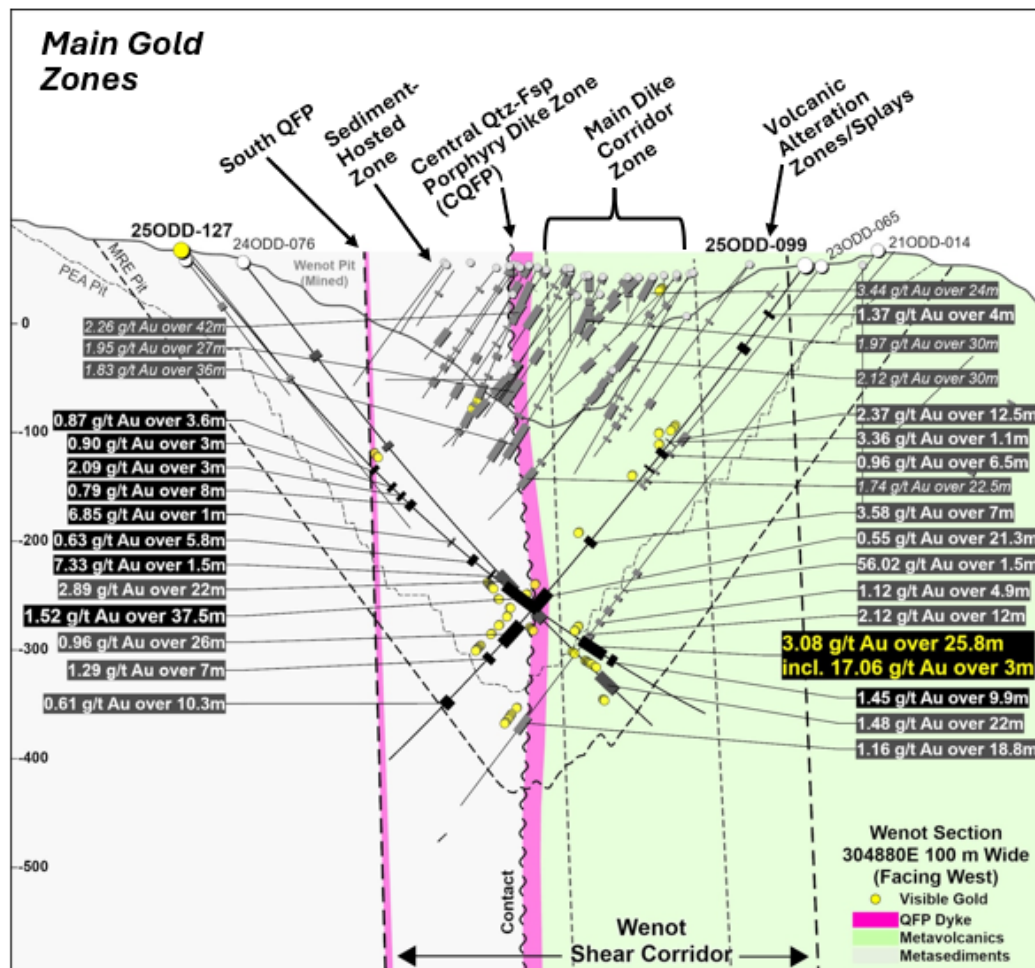 Main Gold
Zones
South QFP
Sediment-
Hosted
Zone
Central Qtz-Fsp
Porphyry Dike Zone
(CQFP)
Main Dike
Corridor
Zone
Volcanic
Alteration
Zones/Splays
25ODD-127
24ODD-076
25ODD-099
23ODD-065
21ODD-014
MRE Pit
PEA Pit
Wenot Pit
(Mined)
0
-100
-200
-300
-400
-500
2.26 g/t Au over 42m
1.95 g/t Au over 27m
1.83 g/t Au over 36m
0.87 g/t Au over 3.6m
0.90 g/t Au over 3m
2.09 g/t Au over 3m
0.79 g/t Au over 8m
6.85 g/t Au over 1m
0.63 g/t Au over 5.8m
7.33 g/t Au over 1.5m
2.89 g/t Au over 22m
1.52 g/t Au over 37.5m
0.96 g/t Au over 26m
1.29 g/t Au over 7m
0.61 g/t Au over 10.3m
3.44 g/t Au over 24m
1.37 g/t Au over 4m
1.97 g/t Au over 30m
2.12 g/t Au over 30m
2.37 g/t Au over 12.5m
3.36 g/t Au over 1.1m
0.96 g/t Au over 6.5m
1.74 g/t Au over 22.5m
3.58 g/t Au over 7m
0.55 g/t Au over 21.3m
56.02 g/t Au over 1.5m
1.12 g/t Au over 4.9m
2.12 g/t Au over 12m
3.08 g/t Au over 25.8m
incl. 17.06 g/t Au over 3m
1.45 g/t Au over 9.9m
1.48 g/t Au over 22m
1.16 g/t Au over 18.8m
Contact
Wenot
Shear Corridor
Wenot Section
304880E 100 m Wide
(Facing West)
Visible Gold
QFP Dyke
Metavolcanics
Metasediments